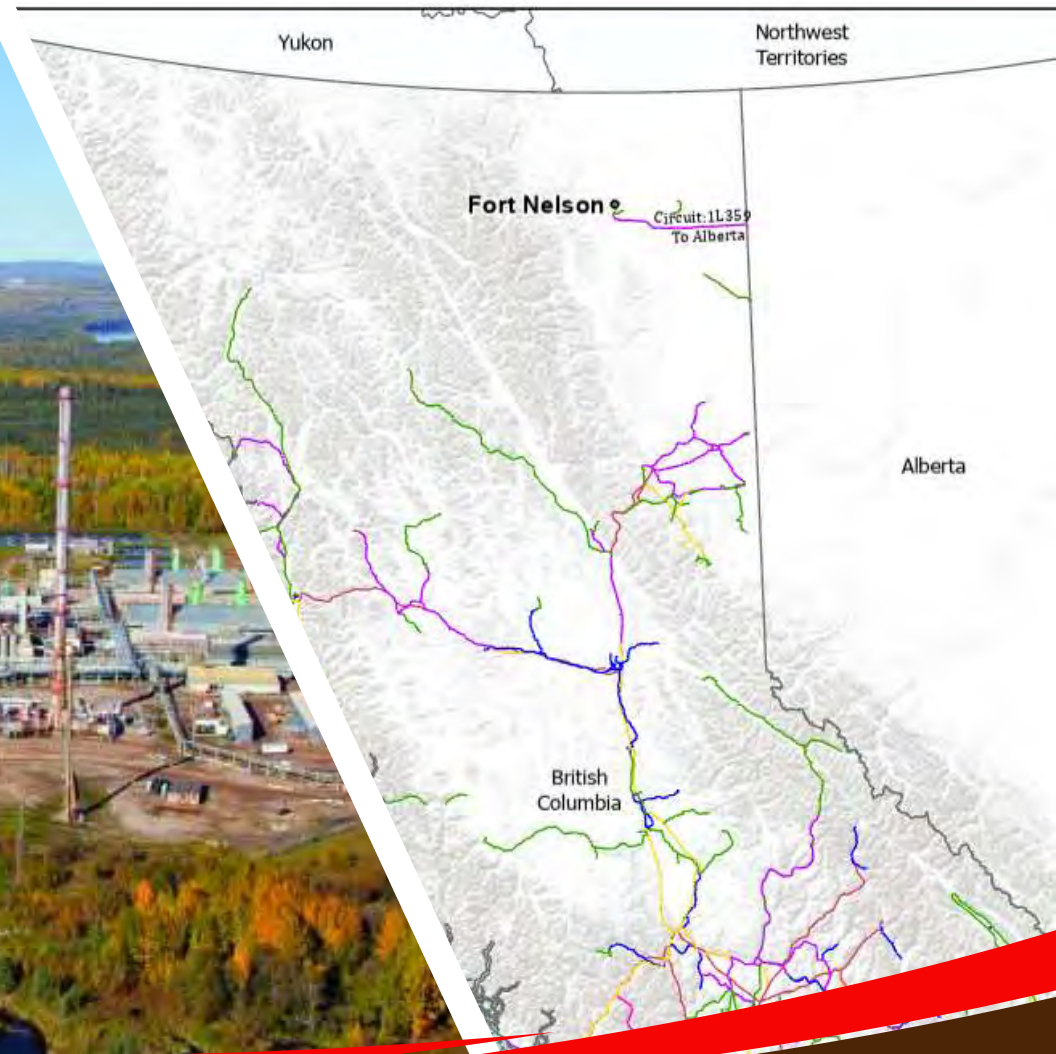 Yukon
Northwest
Territories
Fort Nelson
Circuit: 1L359
To Alberta
Alberta
British
Columbia